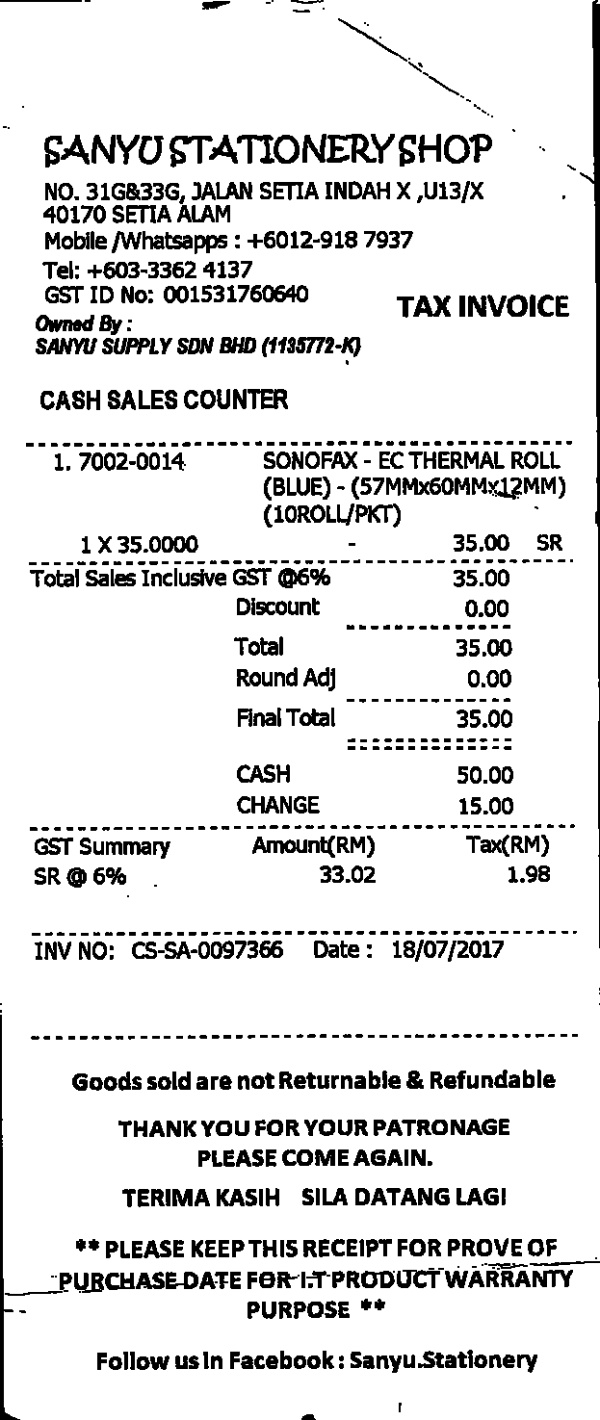 SANYU STATIONERY SHOP
NO. 31G&33G, JALAN SETIA INDAH X ,U13/X
40170 SETIA ALAM
Mobile /Whatsapps : +6012-918 7937
Tel: +603-3362 4137
GST ID No: 001531760640
TAX INVOICE
Owned By :
SANYU SUPPLY SDN BHD (1135772-K)
CASH SALES COUNTER
1. 7002-0014 SONOFAX - EC THERMAL ROLL
(BLUE) - (57MMx60MMx12MM)
(10ROLL/PKT)
1 X 35.0000 - 35.00 SR
Total Sales Inclusive GST @6% 35.00
Discount 0.00
Total 35.00
Round Adj 0.00
Final Total 35.00
CASH 50.00
CHANGE 15.00
GST Summary Amount(RM) Tax(RM)
SR @ 6% 33.02 1.98
INV NO: CS-SA-0097366 Date : 18/07/2017
Goods sold are not Returnable & Refundable
THANK YOU FOR YOUR PATRONAGE
PLEASE COME AGAIN.
TERIMA KASIH SILA DATANG LAGI
** PLEASE KEEP THIS RECEIPT FOR PROVE OF
PURCHASE DATE FOR I.T PRODUCT WARRANTY
PURPOSE **
Follow us in Facebook : Sanyu.Stationery